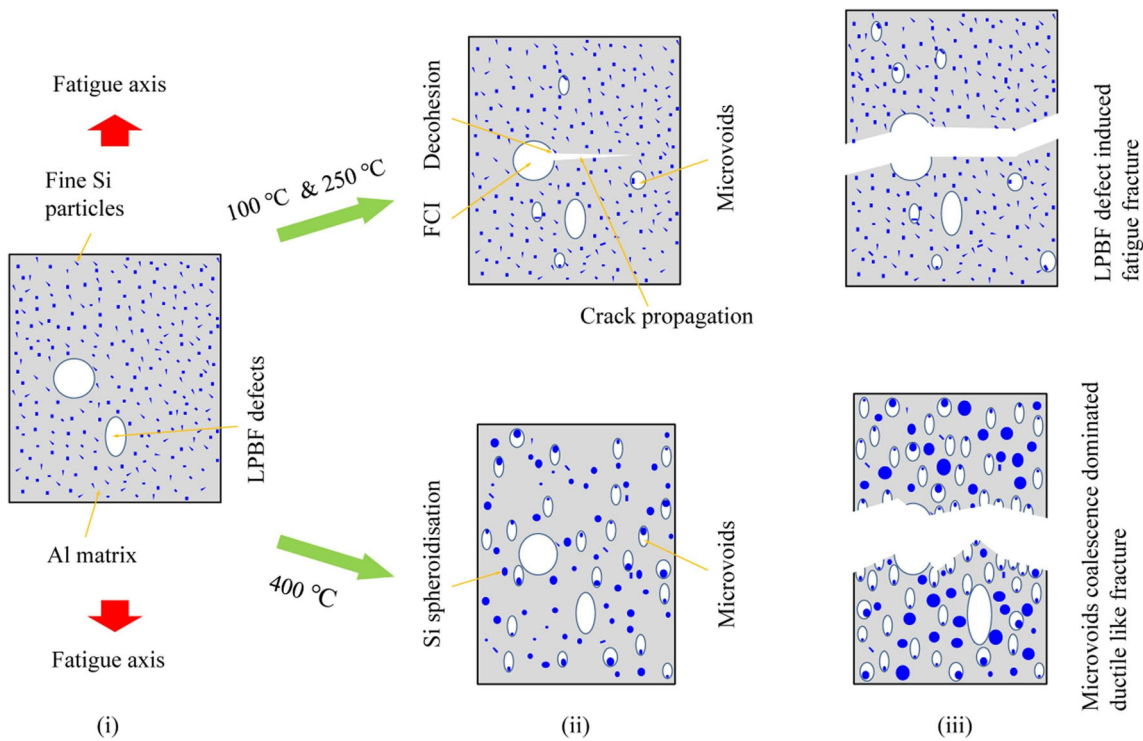 Fatigue axis
Fine Si
particles
LPBF defects
Al matrix
Fatigue axis
(i)
100 °C & 250 °C
400 °C
Decohesion
FCI
Microvoids
Crack propagation
Si spheroidisation
Microvoids
(ii)
LPBF defect induced
fatigue fracture
Microvoids coalescence dominated
ductile like fracture
(iii)